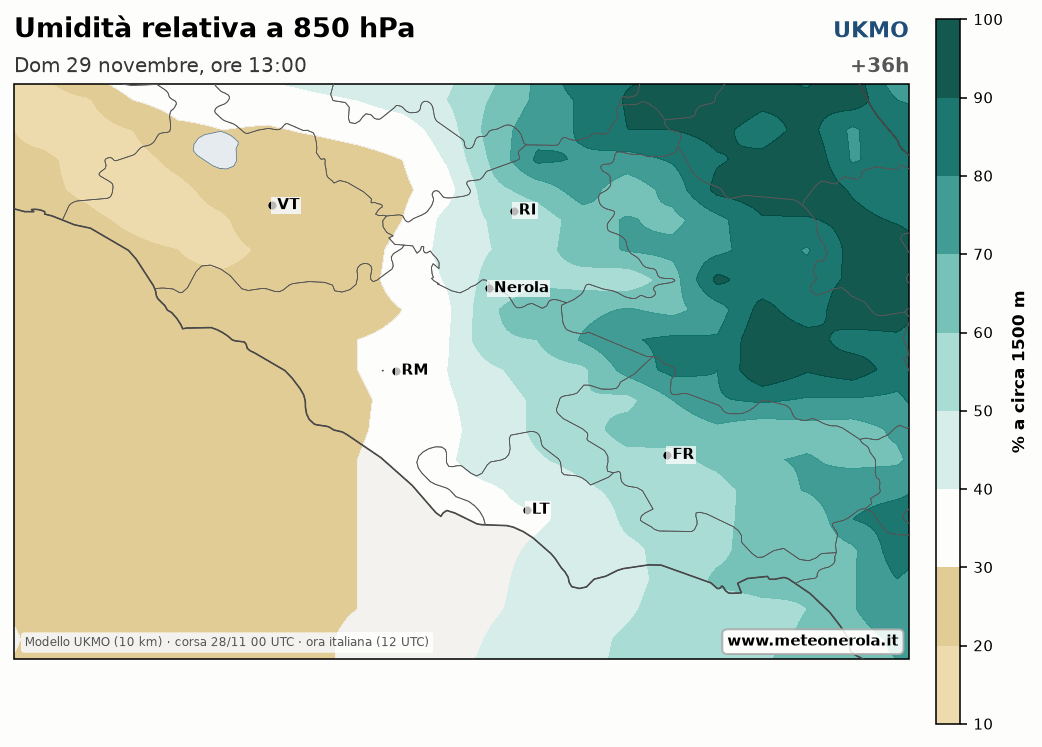 Umidità relativa a 850 hPa
UKMO
Dom 29 novembre, ore 13:00
+36h
VT
RI
Nerola
RM
FR
LT
Modello UKMO (10 km) · corsa 28/11 00 UTC · ora italiana (12 UTC)
www.meteonerola.it
100
90
80
70
60
50
40
30
20
10
% a circa 1500 m